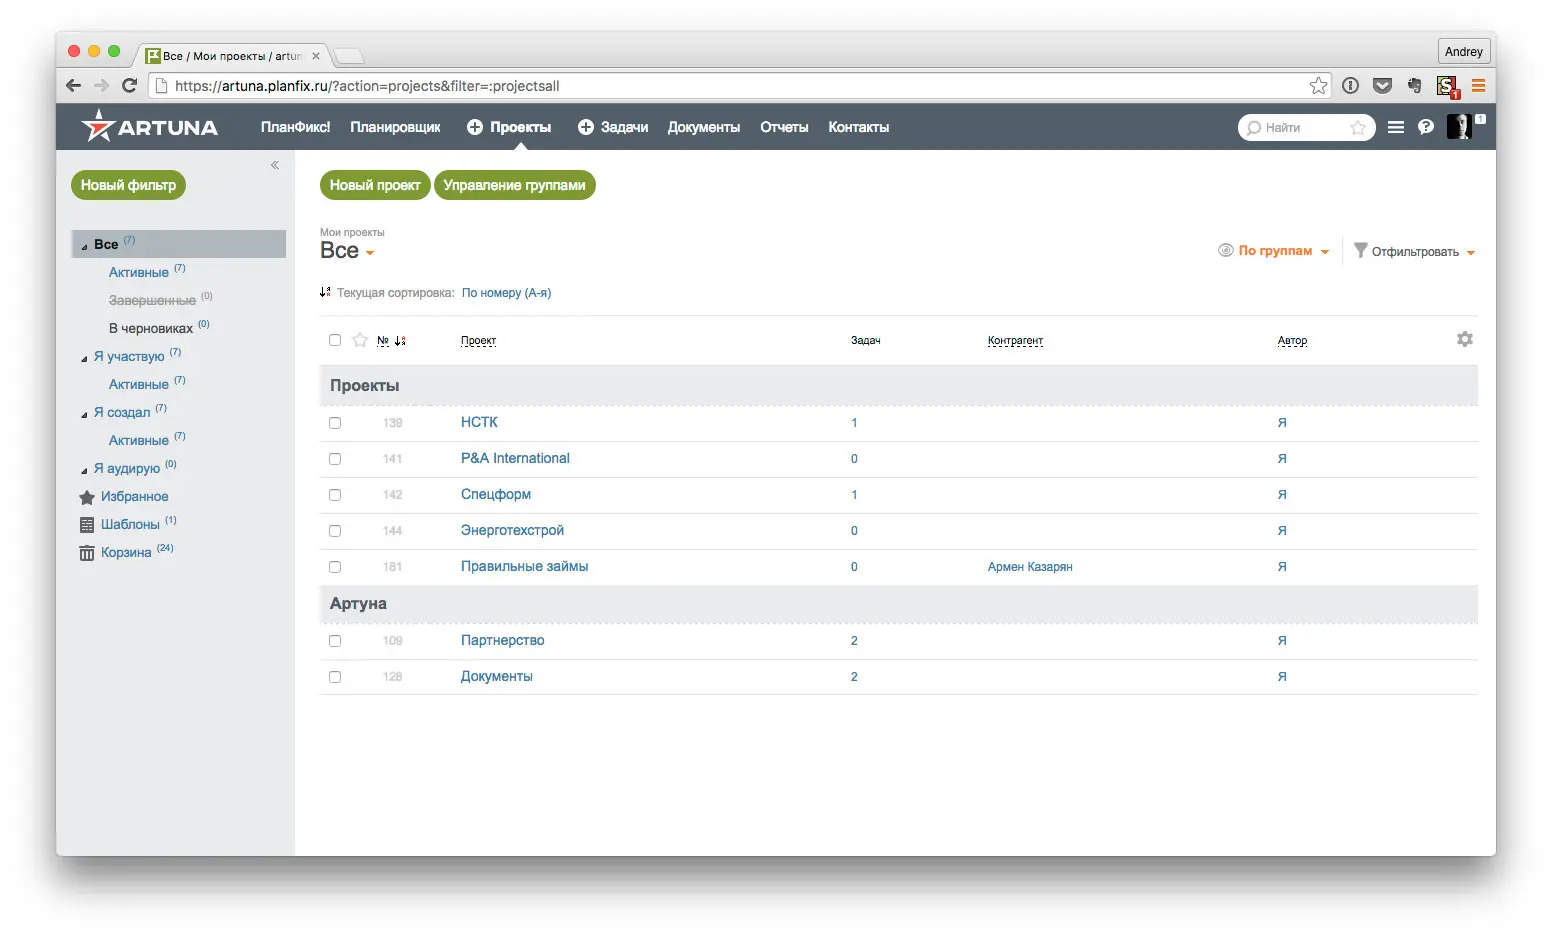 Все / Мои проекты / artun
Andrey
https://artuna.planfix.ru/?action=projects&filter=:projectsall
ARTUNA ПланФикс! Планировщик Проекты Задачи Документы Отчеты Контакты Найти 1
Новый фильтр
Все (7)
Активные (7)
Завершенные (0)
В черновиках (0)
Я участвую (7)
Активные (7)
Я создал (7)
Активные (7)
Я аудирую (0)
Избранное
Шаблоны (1)
Корзина (24)
Новый проект Управление группами
Мои проекты
Все
По группам Отфильтровать
Текущая сортировка: По номеру (А-я)
№ Проект Задач Контрагент Автор
Проекты
139 НСТК 1 Я
141 P&A International 0 Я
142 Спецформ 1 Я
144 Энерготехстрой 0 Я
181 Правильные займы 0 Армен Казарян Я
Артуна
109 Партнерство 2 Я
128 Документы 2 Я